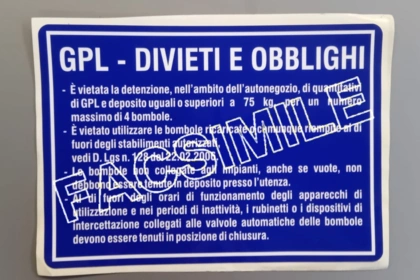 GPL - DIVIETI E OBBLIGHI
- È vietata la detenzione, nell'ambito dell'autonegozio, di quantitativi
di GPL e deposito uguali o superiori a 75 kg, per un numero
massimo di 4 bombole.
- È vietato utilizzare le bombole ricaricate o comunque riempite al di
fuori degli stabilimenti autorizzati,
vedi D. Lgs n. 128 del 22.02.2006.
- Le bombole non collegate agli impianti, anche se vuote, non
debbono essere tenute in deposito presso l'utenza.
- Al di fuori degli orari di funzionamento degli apparecchi di
utilizzazione e nei periodi di inattività, i rubinetti o i dispositivi di
intercettazione collegati alle valvole automatiche delle bombole
devono essere tenuti in posizione di chiusura.
FACSIMILE